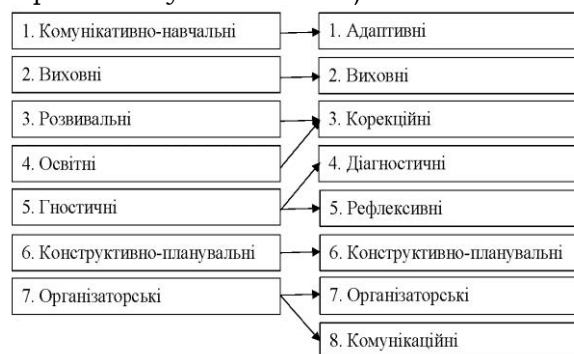 1. Комунікативно-навчальні
1. Адаптивні
2. Виховні
2. Виховні
3. Розвивальні
3. Корекційні
4. Освітні
4. Діагностичні
5. Гностичні
5. Рефлексивні
6. Конструктивно-планувальні
6. Конструктивно-планувальні
7. Організаторські
7. Організаторські
8. Комунікаційні